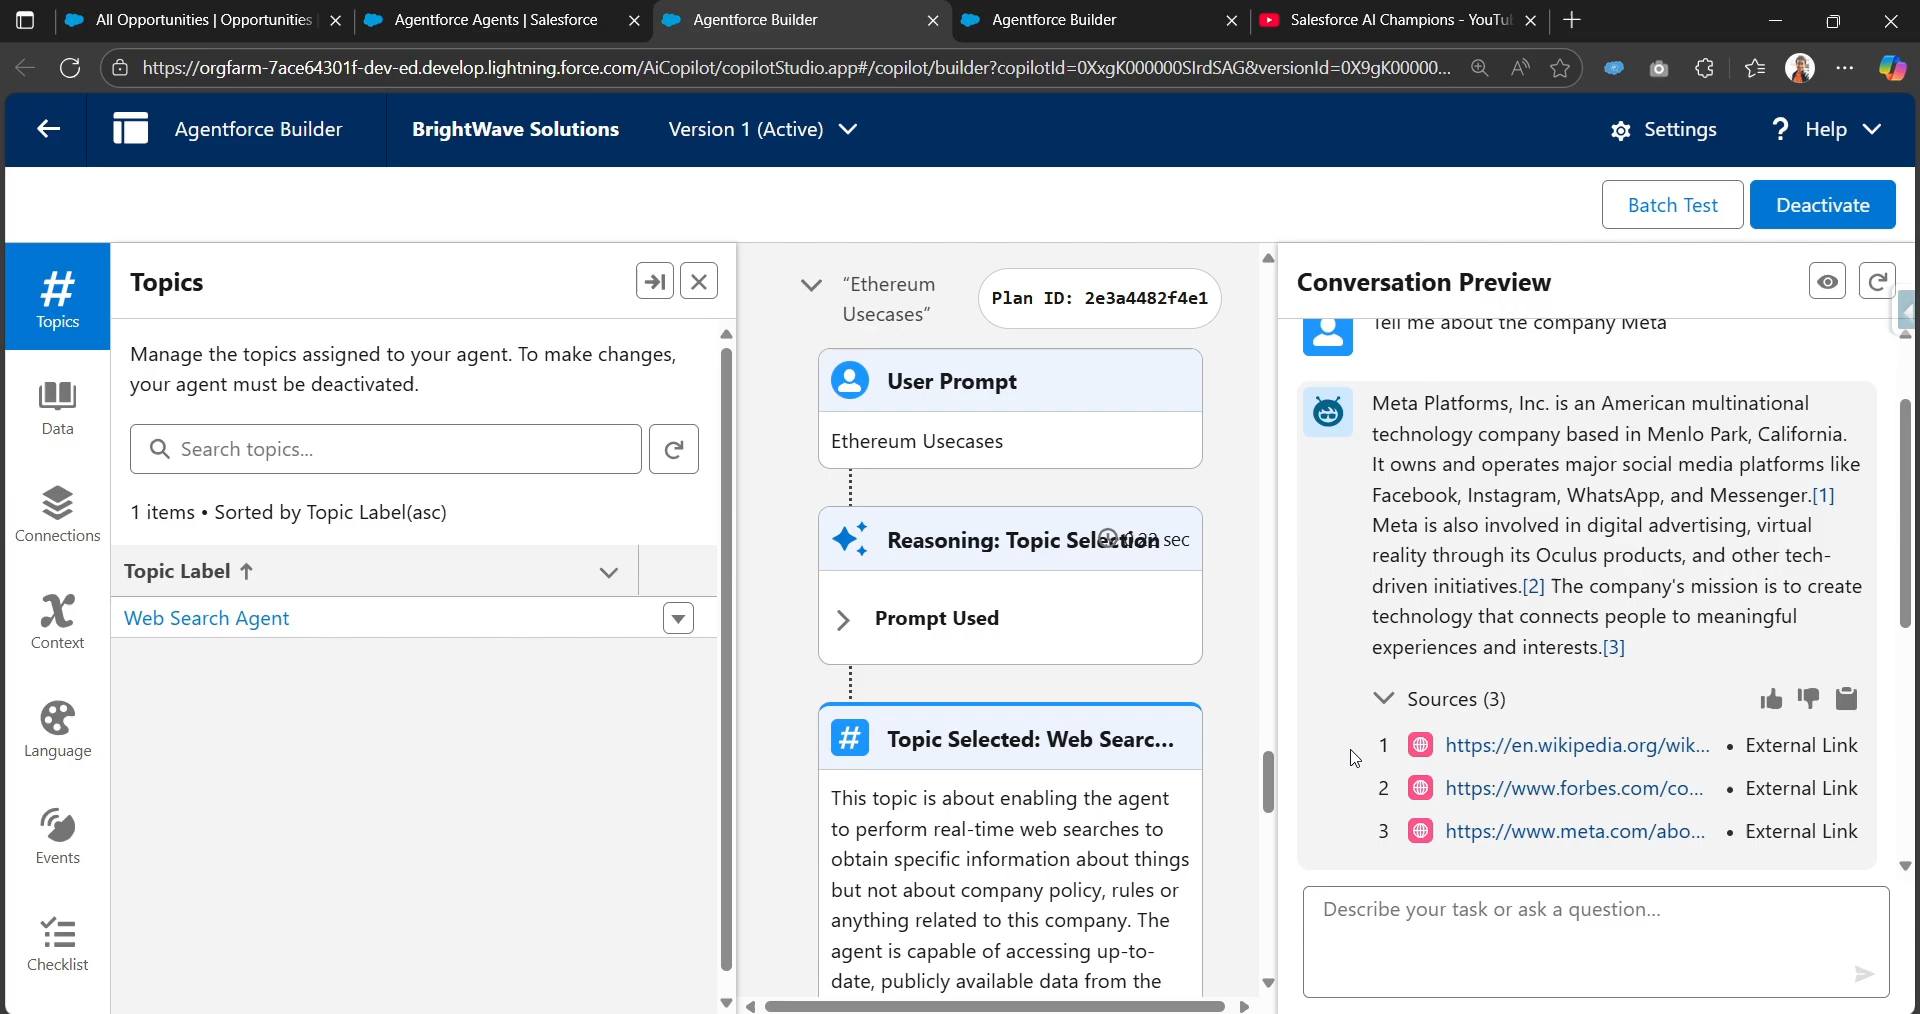 All Opportunities | Opportunities
Agentforce Agents | Salesforce
Agentforce Builder
Agentforce Builder
Salesforce AI Champions - YouTu
https://orgfarm-7ace64301f-dev-ed.develop.lightning.force.com/AiCopilot/copilotStudio.app#/copilot/builder?copilotId=0XxgK000000SIrdSAG&versionId=0X9gK00000...
Agentforce Builder
BrightWave Solutions
Version 1 (Active)
Settings
? Help
Batch Test
Deactivate
# Topics
Data
Connections
Context
Language
Events
Checklist
Topics
Manage the topics assigned to your agent. To make changes,
your agent must be deactivated.
Search topics...
1 items • Sorted by Topic Label(asc)
Topic Label ↑
Web Search Agent
"Ethereum
Usecases"
Plan ID: 2e3a4482f4e1
User Prompt
Ethereum Usecases
Reasoning: Topic Selection
sec
Prompt Used
# Topic Selected: Web Searc...
This topic is about enabling the agent
to perform real-time web searches to
obtain specific information about things
but not about company policy, rules or
anything related to this company. The
agent is capable of accessing up-to-
date, publicly available data from the
Conversation Preview
Tell me about the company Meta
Meta Platforms, Inc. is an American multinational
technology company based in Menlo Park, California.
It owns and operates major social media platforms like
Facebook, Instagram, WhatsApp, and Messenger.[1]
Meta is also involved in digital advertising, virtual
reality through its Oculus products, and other tech-
driven initiatives.[2] The company's mission is to create
technology that connects people to meaningful
experiences and interests.[3]
Sources (3)
1 https://en.wikipedia.org/wik... • External Link
2 https://www.forbes.com/co... • External Link
3 https://www.meta.com/abo... • External Link
Describe your task or ask a question...